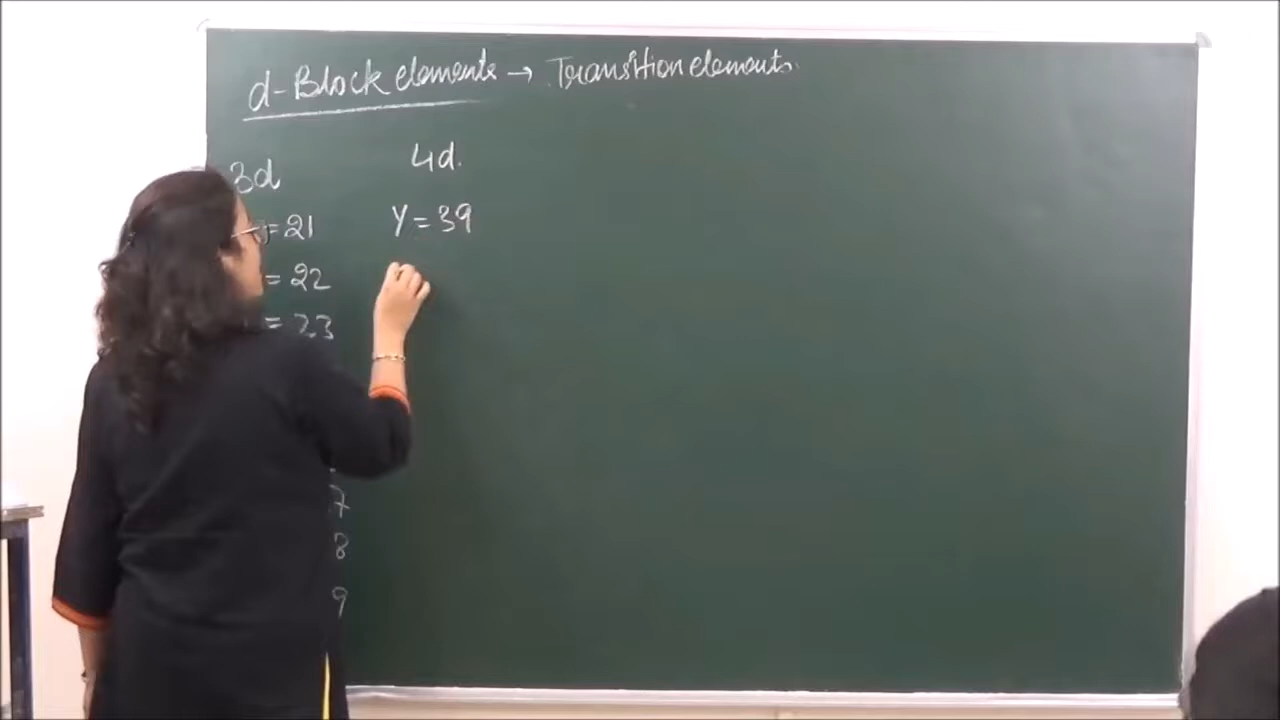 d-Block elements → Transition elements.
3d
4d.
= 21
Y = 39
= 22
= 23
7
8
9